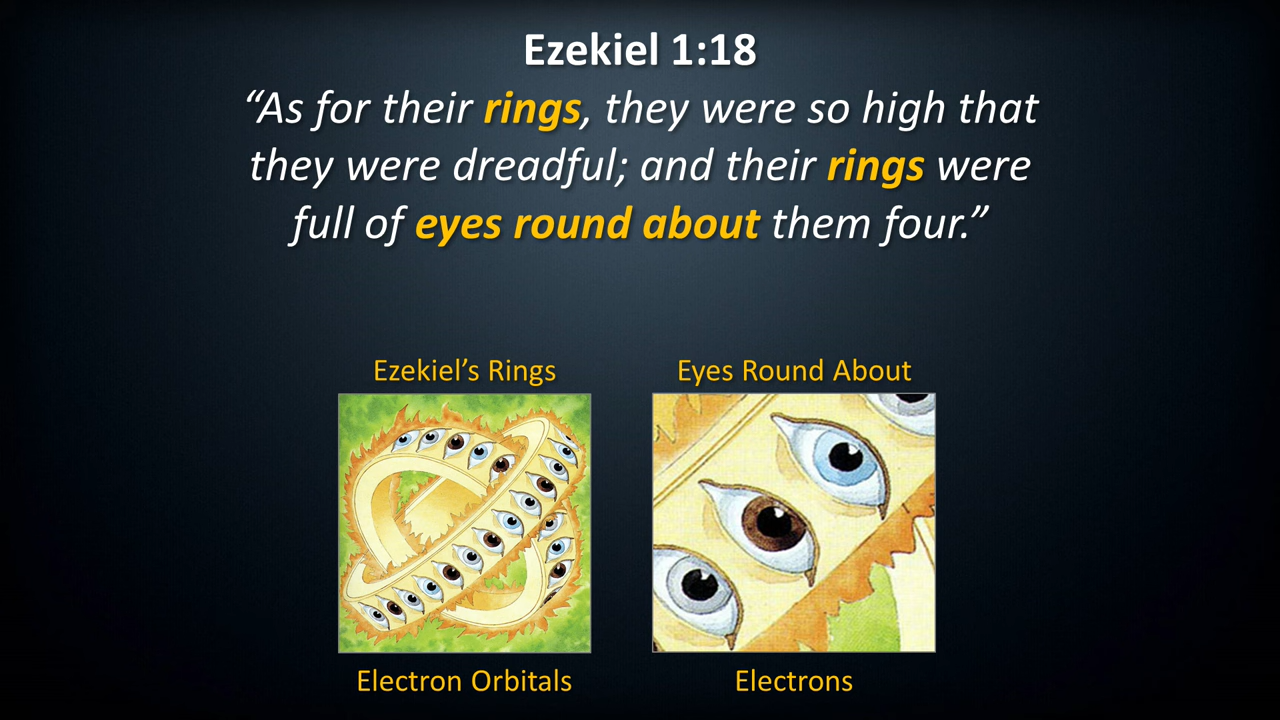 Ezekiel 1:18
“As for their rings, they were so high that
they were dreadful; and their rings were
full of eyes round about them four.”
Ezekiel’s Rings
Eyes Round About
Electron Orbitals
Electrons